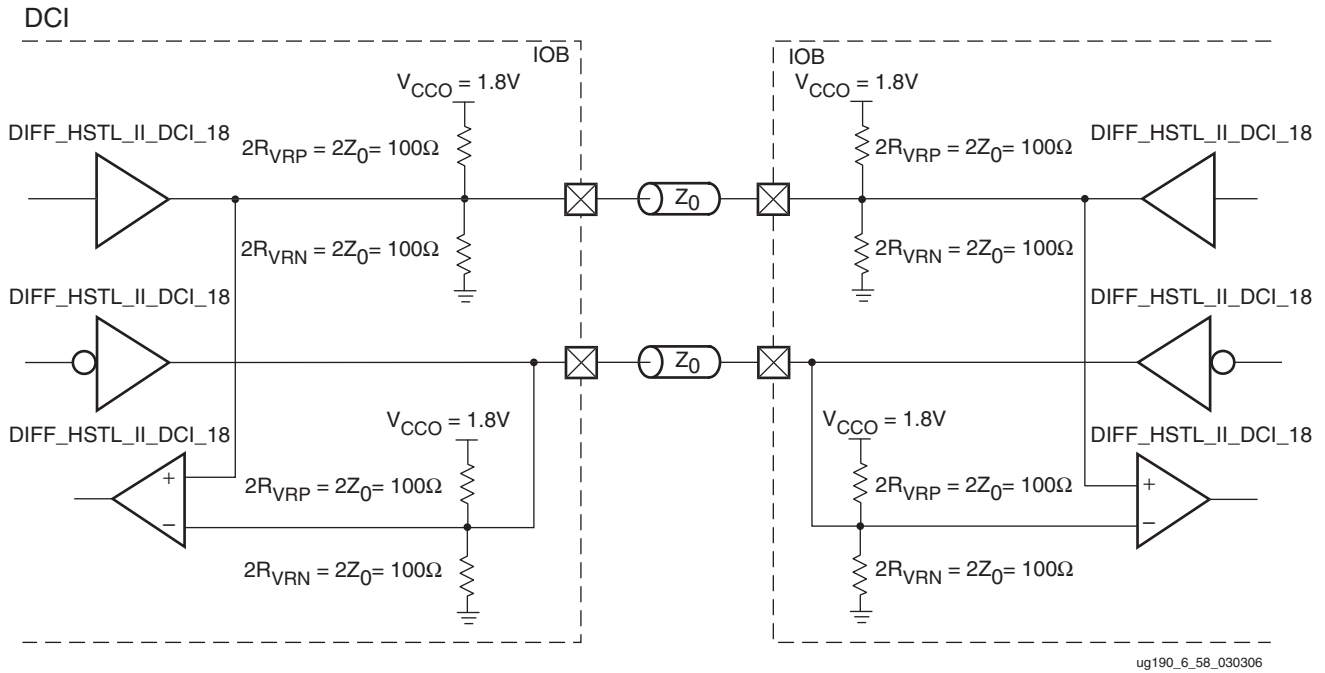 DCI
IOB
IOB
VCCO = 1.8V
VCCO = 1.8V
DIFF_HSTL_II_DCI_18
2RVRP = 2Z0= 100Ω
2RVRP = 2Z0= 100Ω
DIFF_HSTL_II_DCI_18
Z0
2RVRN = 2Z0= 100Ω
2RVRN = 2Z0= 100Ω
DIFF_HSTL_II_DCI_18
DIFF_HSTL_II_DCI_18
Z0
VCCO = 1.8V
VCCO = 1.8V
DIFF_HSTL_II_DCI_18
DIFF_HSTL_II_DCI_18
+
–
2RVRP = 2Z0= 100Ω
2RVRP = 2Z0= 100Ω
+
–
2RVRN = 2Z0= 100Ω
2RVRN = 2Z0= 100Ω
ug190_6_58_030306